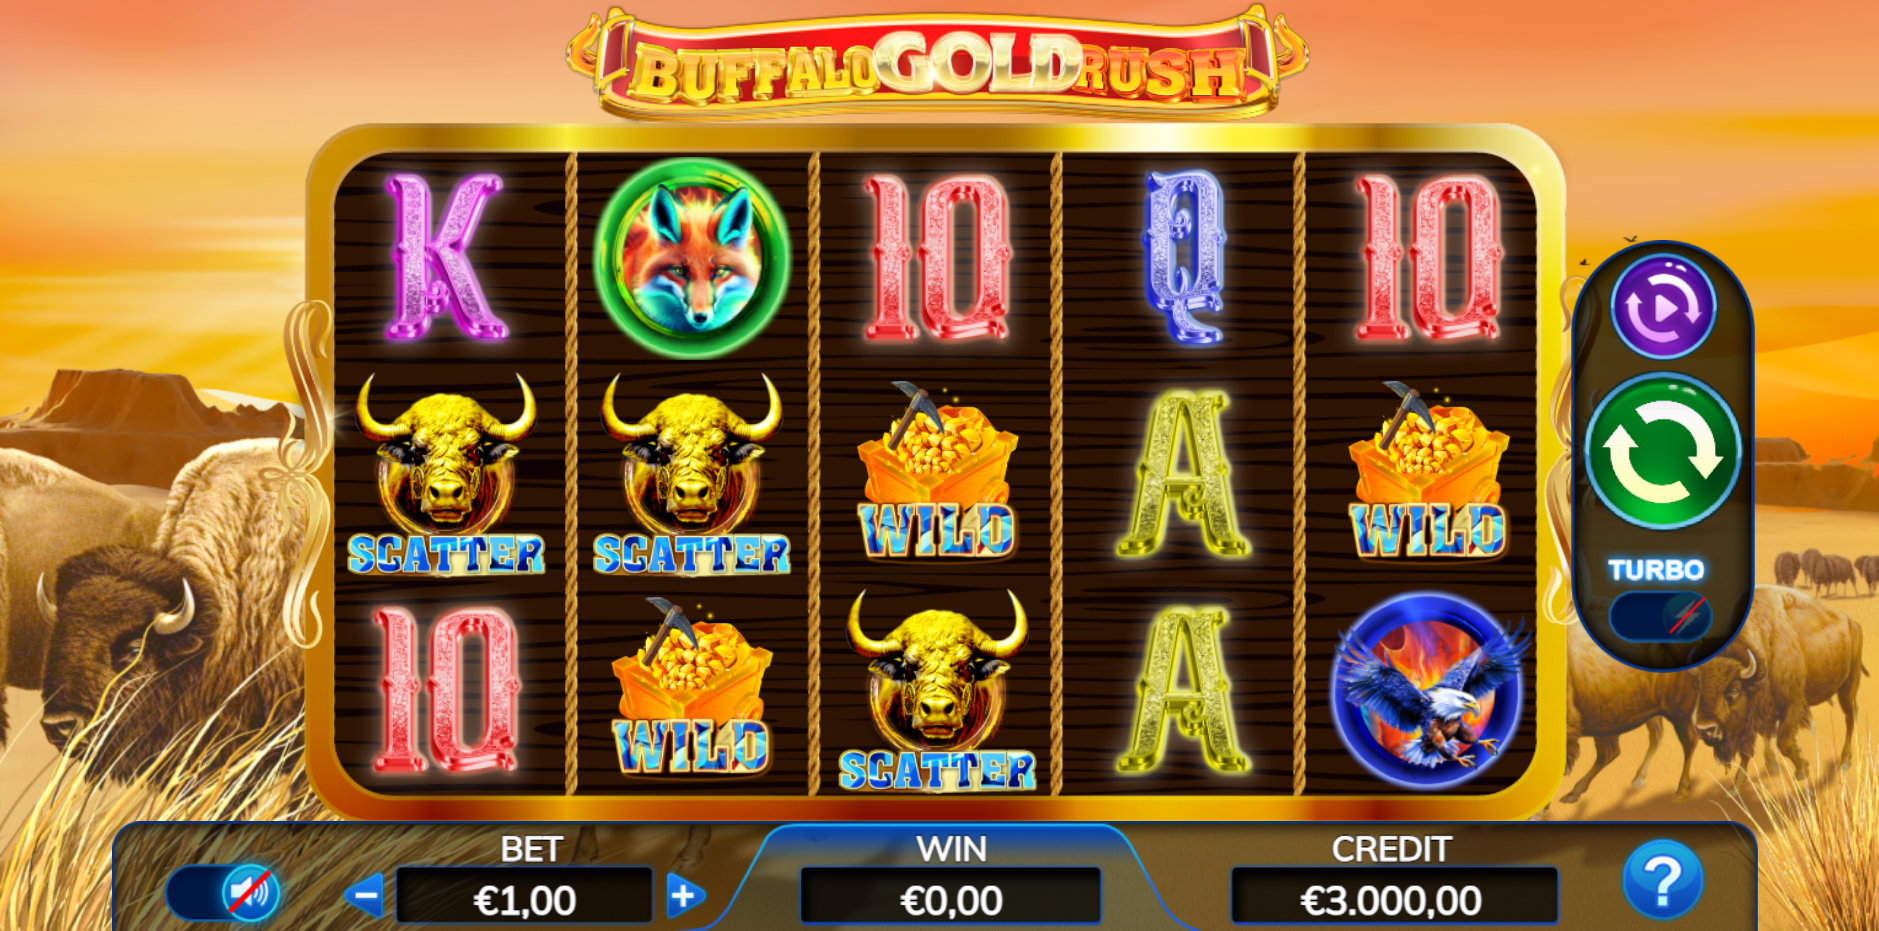 BUFFALO GOLD RUSH
K 10 Q 10
SCATTER SCATTER WILD A WILD
10 WILD SCATTER A
TURBO
BET WIN CREDIT
€1,00 €0,00 €3.000,00 ?